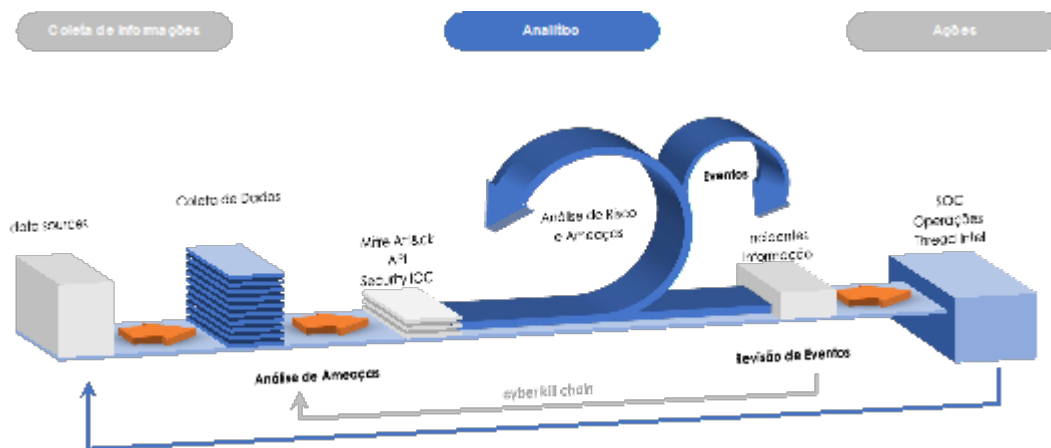 Coleta de Informações
Analítico
Ações
data sources
Coleta de Dados
Mitre Att&ck
API
Security IOC
Análise de Risco
e Ameaças
Eventos
Incidentes
Informação
SOC
Operações
Thread Intel
Análise de Ameaças
Revisão de Eventos
cyber kill chain